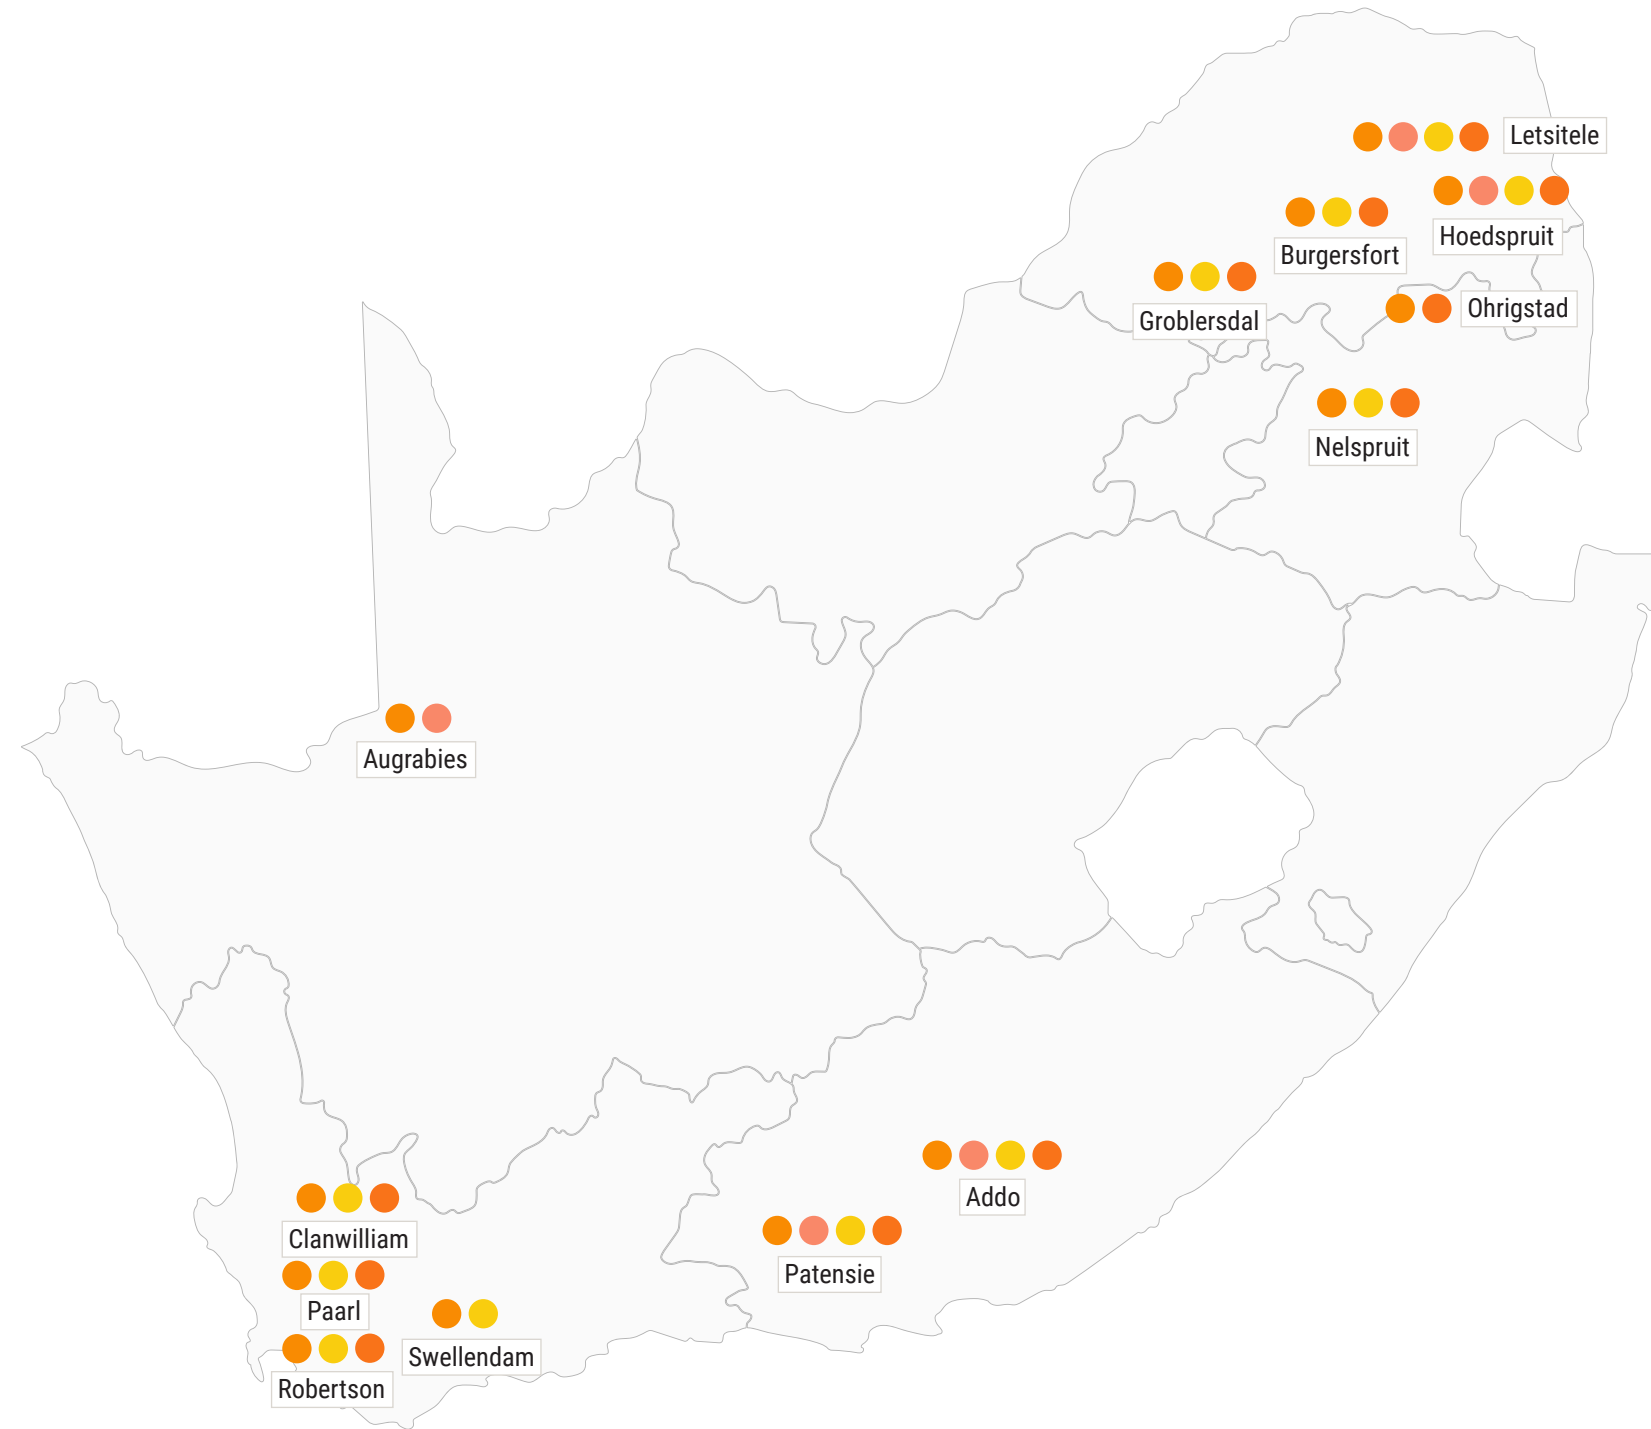 Letsitele
Hoedspruit
Burgersfort
Ohrigstad
Groblersdal
Nelspruit
Augrabies
Addo
Clanwilliam
Patensie
Paarl
Swellendam
Robertson